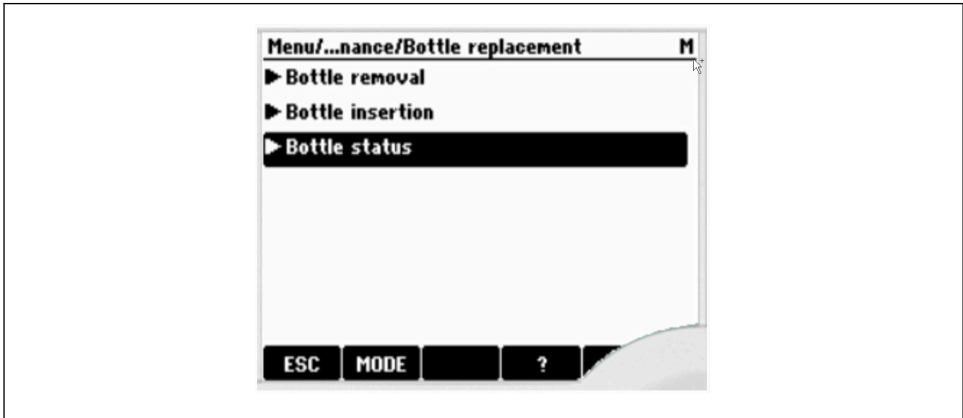 Menu/...nance/Bottle replacement M
Bottle removal
Bottle insertion
Bottle status
ESC MODE ?